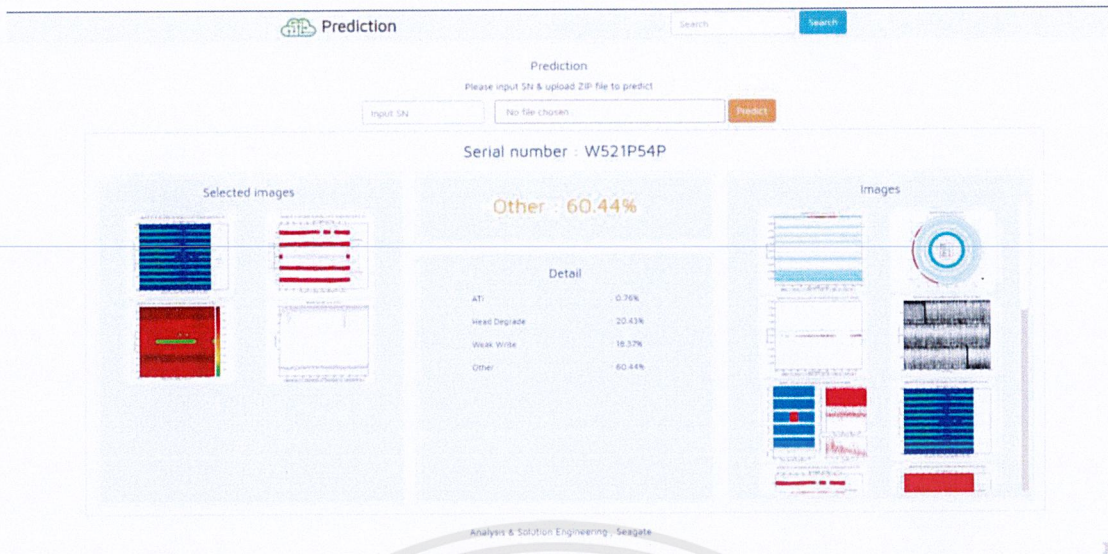 Prediction
Search
Search
Prediction
Please input SN & upload ZIP file to predict
Input SN
No file chosen
Predict
Serial number : W521P54P
Selected images
Other : 60.44%
Images
Detail
ATI : 0.76%
Head Degrade : 20.43%
Weak Write : 18.37%
Other : 60.44%
Analysis & Solution Engineering , Seagate